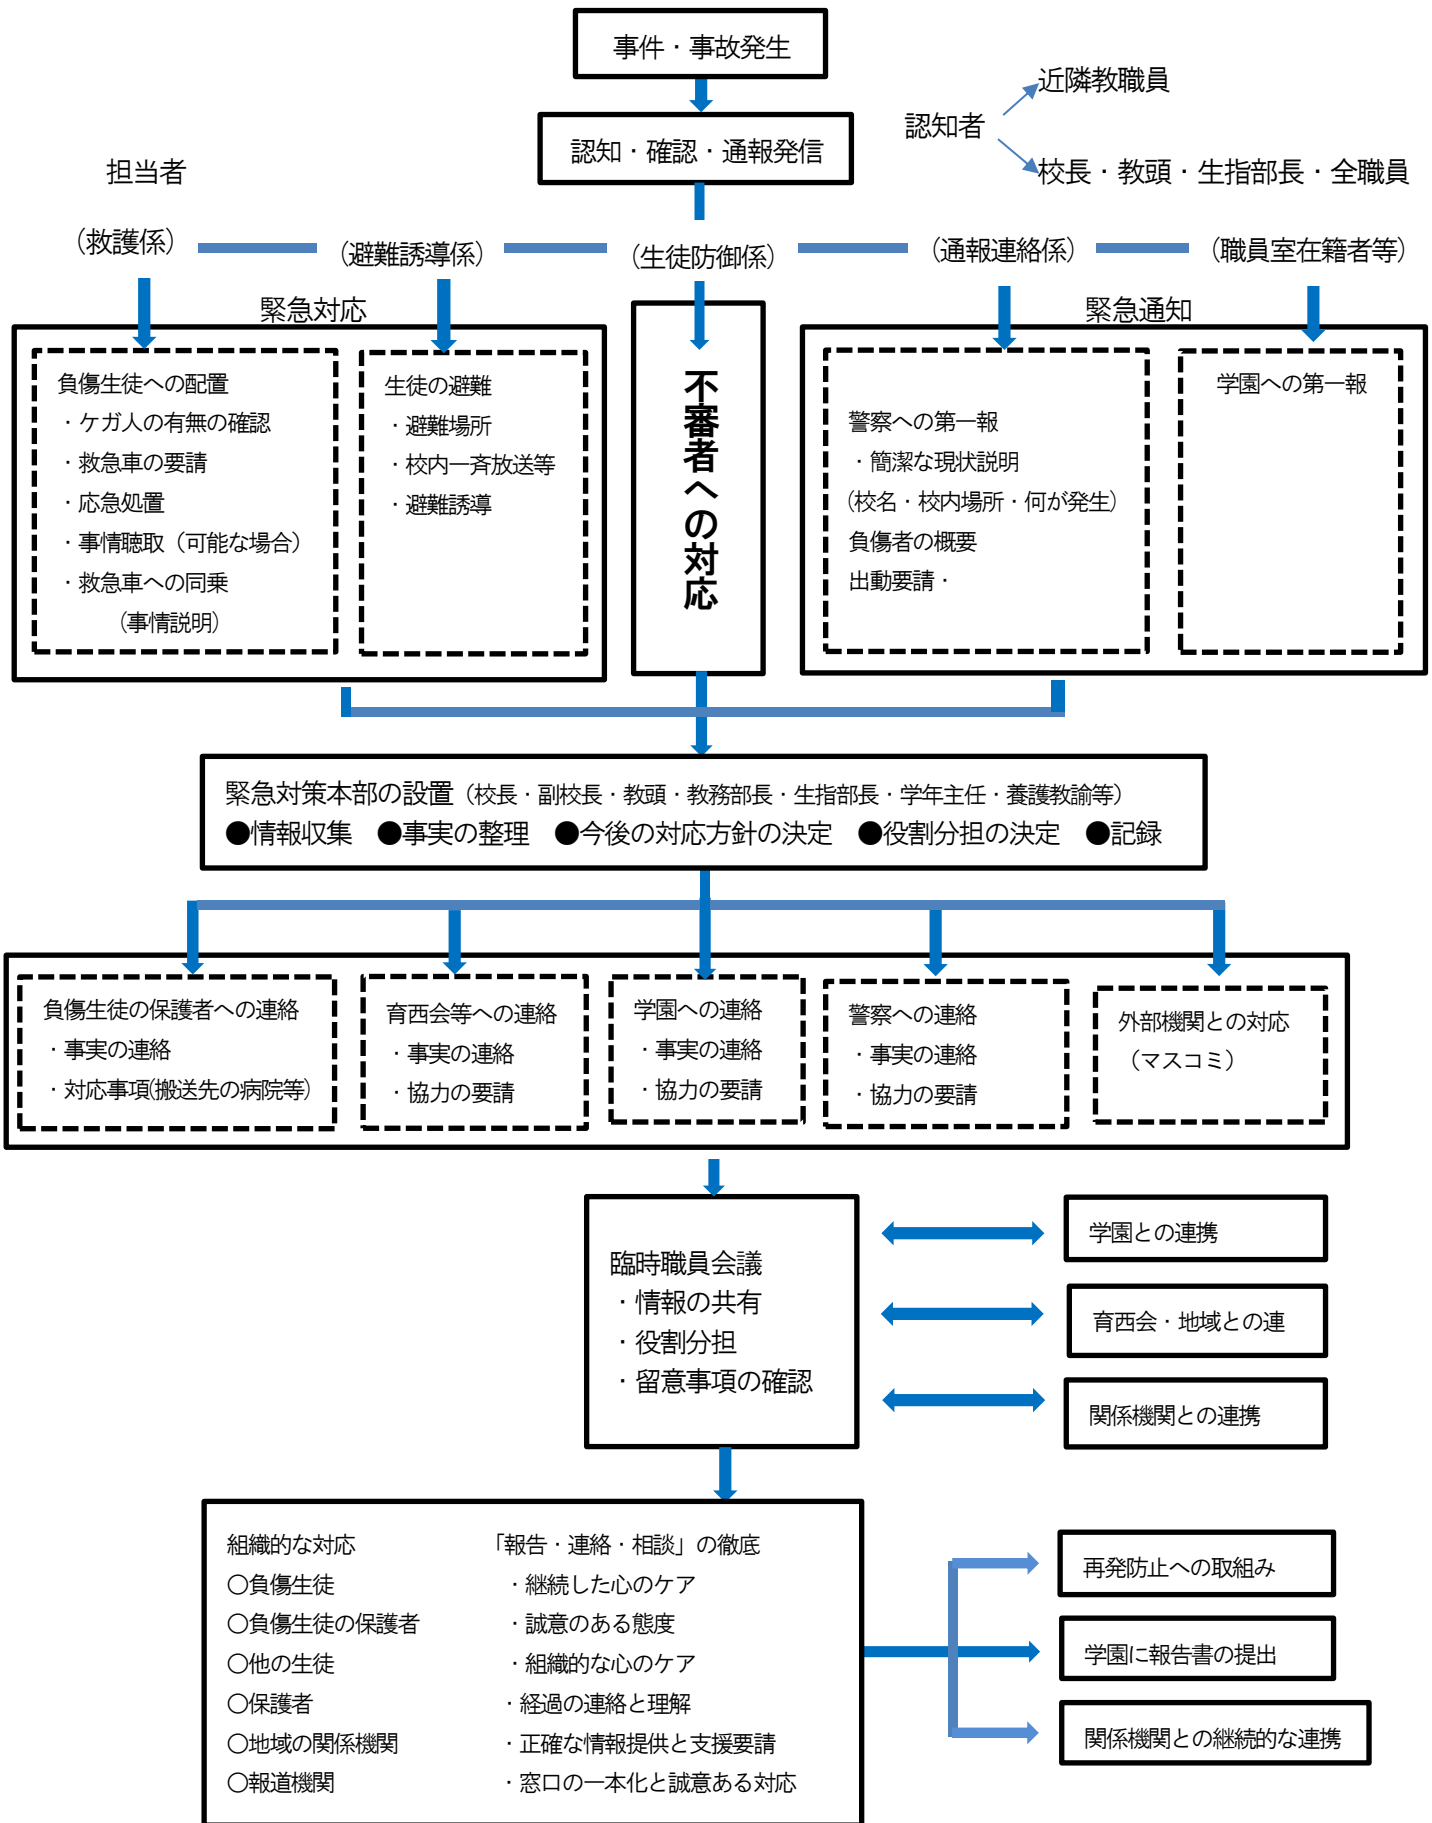 事件・事故発生
近隣教職員
認知者
認知・確認・通報発信
担当者
校長・教頭・生指部長・全職員
（救護係）
（避難誘導係）
（生徒防御係）
（通報連絡係）
（職員室在籍者等）
緊急対応
緊急通知
負傷生徒への配置
・ケガ人の有無の確認
・救急車の要請
・応急処置
・事情聴取（可能な場合）
・救急車への同乗
（事情説明）
生徒の避難
・避難場所
・校内一斉放送等
・避難誘導
不審者への対応
警察への第一報
・簡潔な現状説明
（校名・校内場所・何が発生）
負傷者の概要
出動要請・
学園への第一報
緊急対策本部の設置（校長・副校長・教頭・教務部長・生指部長・学年主任・養護教諭等）
●情報収集　●事実の整理　●今後の対応方針の決定　●役割分担の決定　●記録
負傷生徒の保護者への連絡
・事実の連絡
・対応事項(搬送先の病院等)
育西会等への連絡
・事実の連絡
・協力の要請
学園への連絡
・事実の連絡
・協力の要請
警察への連絡
・事実の連絡
・協力の要請
外部機関との対応
（マスコミ）
臨時職員会議
・情報の共有
・役割分担
・留意事項の確認
学園との連携
育西会・地域との連
関係機関との連携
組織的な対応　「報告・連絡・相談」の徹底
○負傷生徒　・継続した心のケア
○負傷生徒の保護者　・誠意のある態度
○他の生徒　・組織的な心のケア
○保護者　・経過の連絡と理解
○地域の関係機関　・正確な情報提供と支援要請
○報道機関　・窓口の一本化と誠意ある対応
再発防止への取組み
学園に報告書の提出
関係機関との継続的な連携